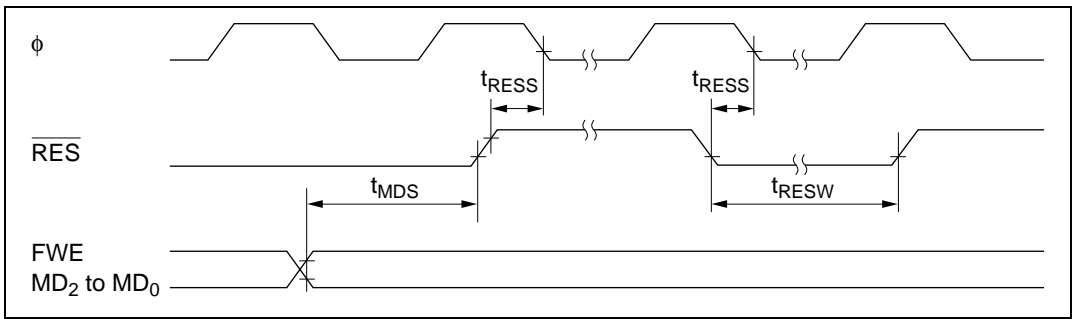 ϕ
tRESS
tRESS
RES
tMDS
tRESW
FWE
MD2 to MD0